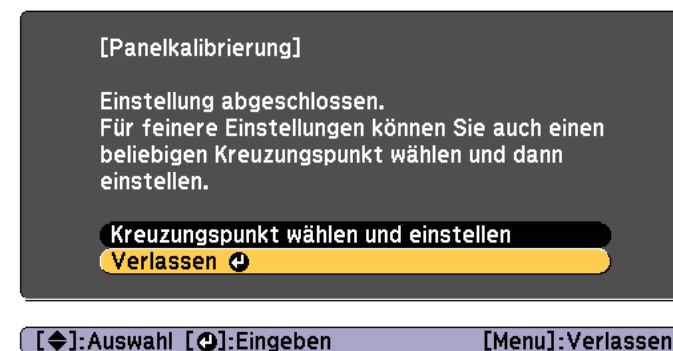 [Panelkalibrierung]
Einstellung abgeschlossen.
Für feinere Einstellungen können Sie auch einen
beliebigen Kreuzungspunkt wählen und dann
einstellen.
Kreuzungspunkt wählen und einstellen
Verlassen
[◆]:Auswahl [↵]:Eingeben [Menu]:Verlassen